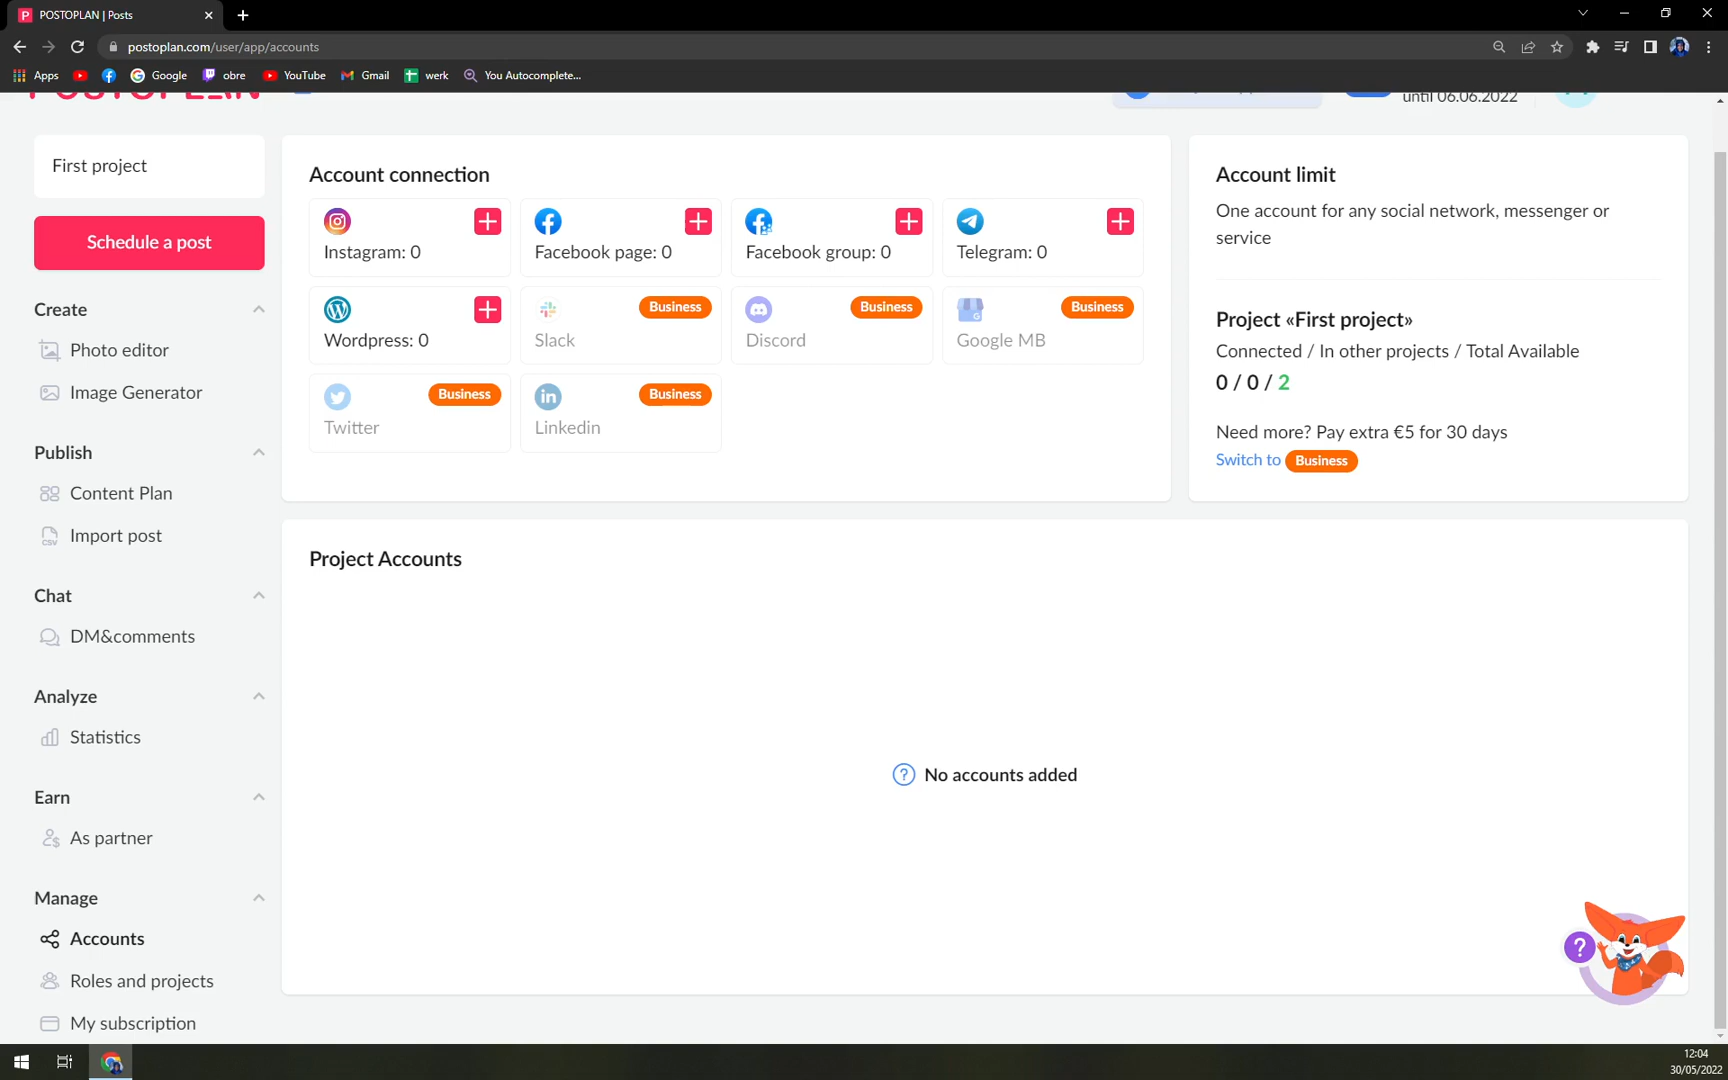 POSTOPLAN | Posts
postoplan.com/user/app/accounts
Apps
Google
obre
YouTube
Gmail
werk
You Autocomplete...
POSTOPLAN
until 06.06.2022
First project
Schedule a post
Create
Photo editor
Image Generator
Publish
Content Plan
Import post
Chat
DM&comments
Analyze
Statistics
Earn
As partner
Manage
Accounts
Roles and projects
My subscription
Account connection
Instagram: 0
Facebook page: 0
Facebook group: 0
Telegram: 0
Wordpress: 0
Business
Slack
Business
Discord
Business
Google MB
Business
Twitter
Business
Linkedin
Account limit
One account for any social network, messenger or
service
Project «First project»
Connected / In other projects / Total Available
0 / 0 / 2
Need more? Pay extra €5 for 30 days
Switch to Business
Project Accounts
? No accounts added
?
12:04
30/05/2022